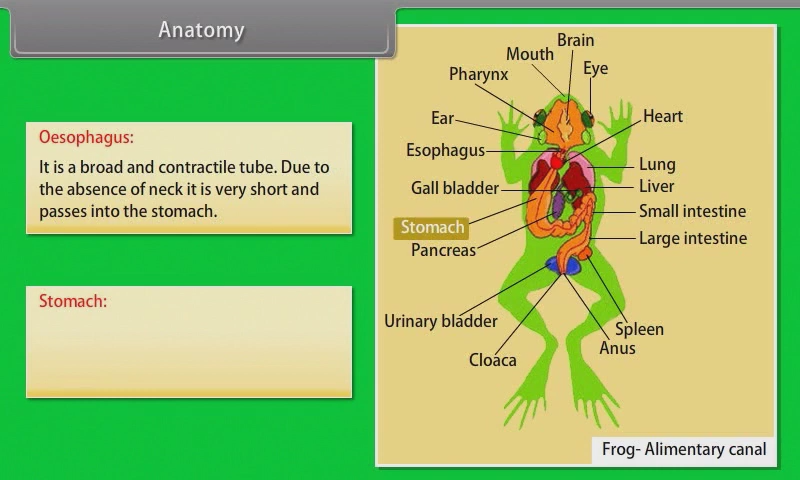 Anatomy
Oesophagus:
It is a broad and contractile tube. Due to
the absence of neck it is very short and
passes into the stomach.
Stomach:
Brain
Mouth
Eye
Pharynx
Ear
Heart
Esophagus
Lung
Gall bladder
Liver
Stomach
Small intestine
Pancreas
Large intestine
Urinary bladder
Spleen
Anus
Cloaca
Frog- Alimentary canal